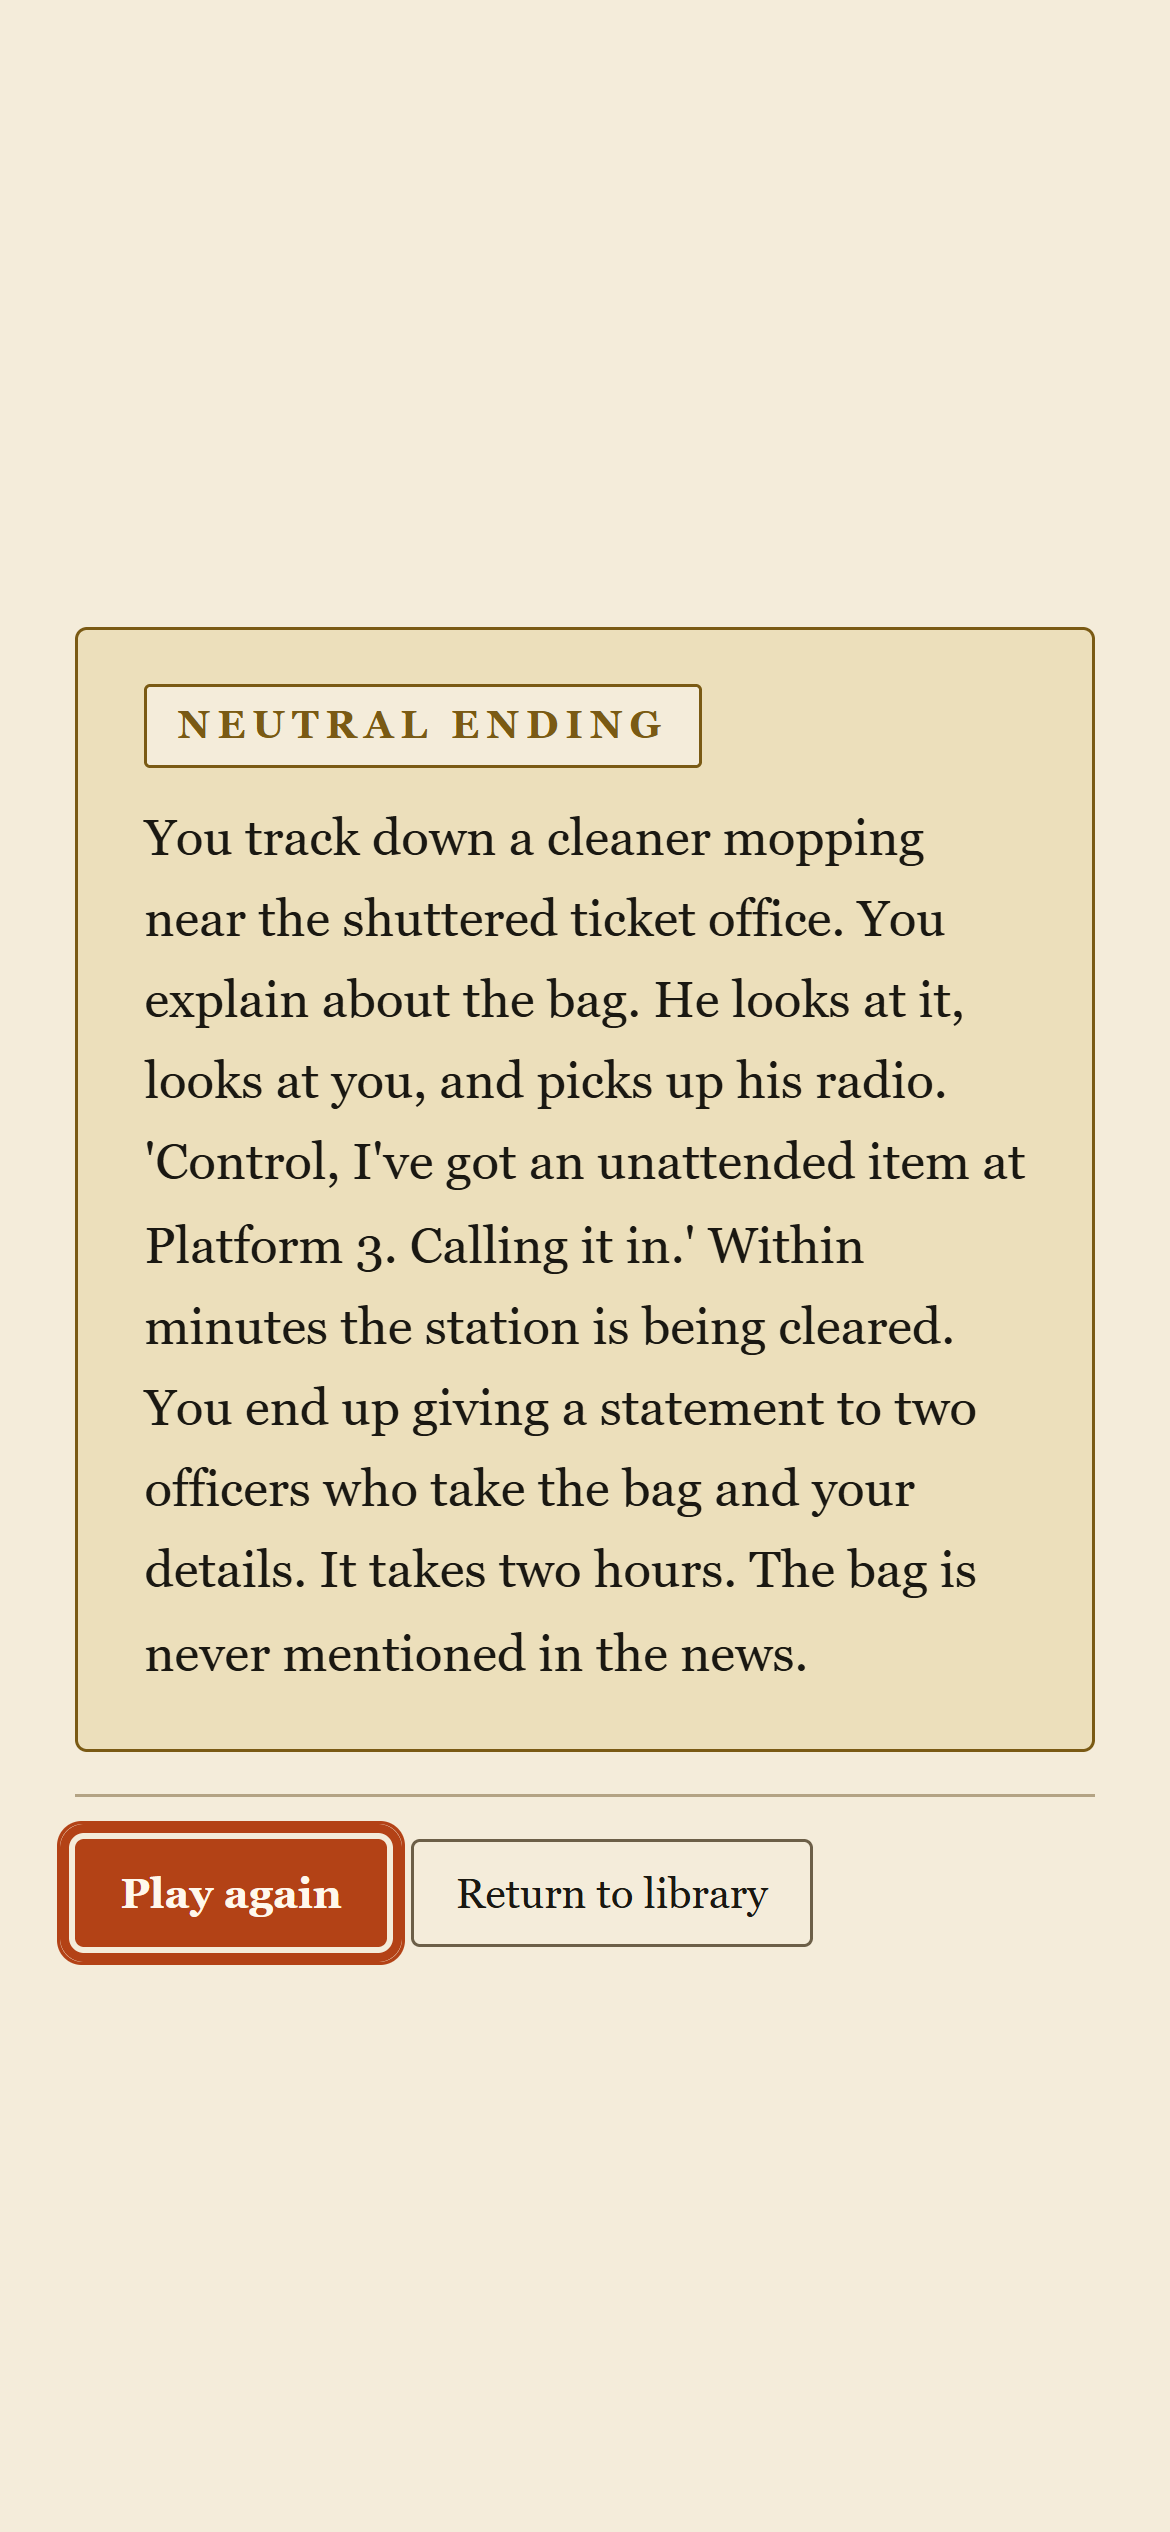 NEUTRAL ENDING
You track down a cleaner mopping
near the shuttered ticket office. You
explain about the bag. He looks at it,
looks at you, and picks up his radio.
'Control, I've got an unattended item at
Platform 3. Calling it in.' Within
minutes the station is being cleared.
You end up giving a statement to two
officers who take the bag and your
details. It takes two hours. The bag is
never mentioned in the news.
Play again
Return to library